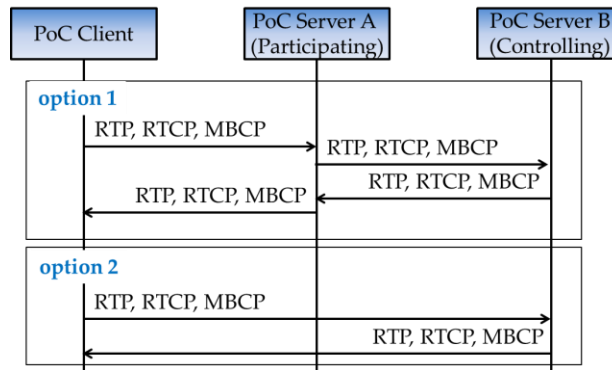 PoC Client
PoC Server A
(Participating)
PoC Server B
(Controlling)
option 1
RTP, RTCP, MBCP
RTP, RTCP, MBCP
RTP, RTCP, MBCP
RTP, RTCP, MBCP
option 2
RTP, RTCP, MBCP
RTP, RTCP, MBCP